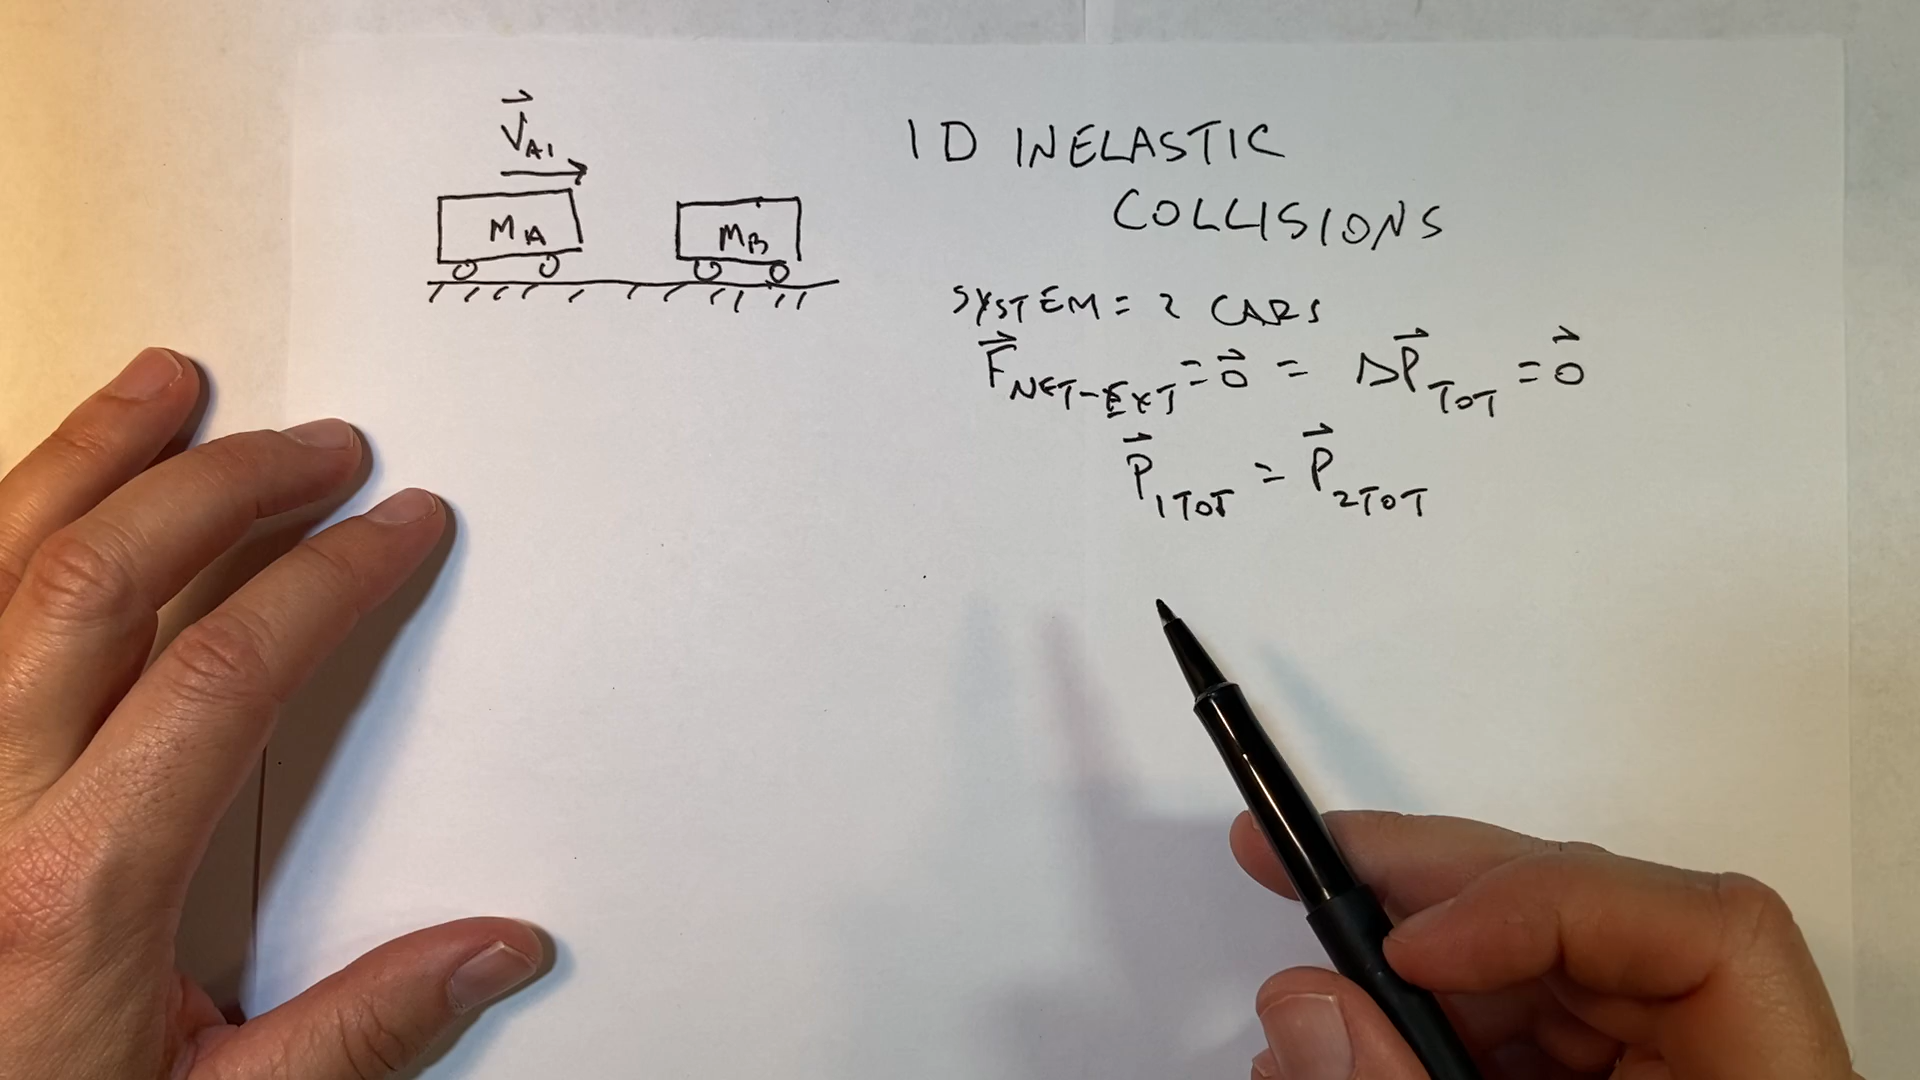 V⃗A1
MA
MB
1D INELASTIC
COLLISIONS
SYSTEM = 2 CARS
F⃗NET-EXT = 0⃗ = ΔP⃗TOT = 0⃗
P⃗1TOT = P⃗2TOT